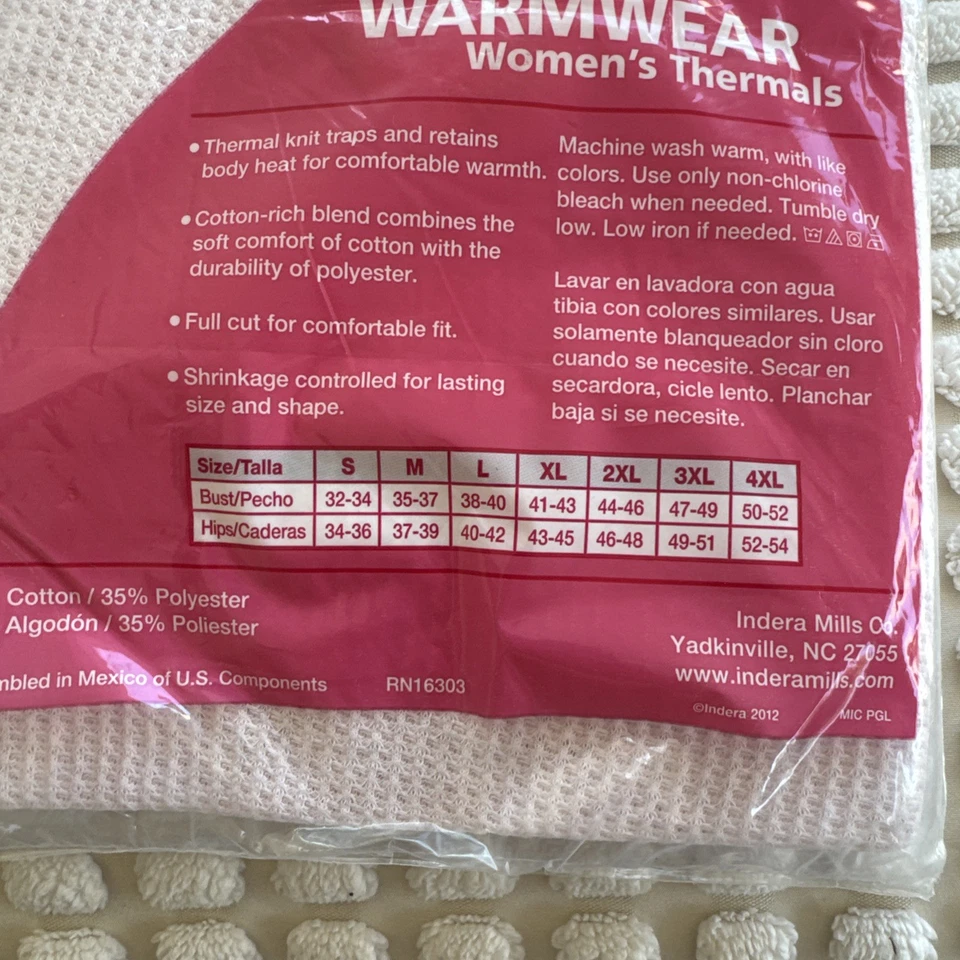 WARMWEAR
Women's Thermals
• Thermal knit traps and retains
body heat for comfortable warmth.
• Cotton-rich blend combines the
soft comfort of cotton with the
durability of polyester.
• Full cut for comfortable fit.
• Shrinkage controlled for lasting
size and shape.
Machine wash warm, with like
colors. Use only non-chlorine
bleach when needed. Tumble dry
low. Low iron if needed.
Lavar en lavadora con agua
tibia con colores similares. Usar
solamente blanqueador sin cloro
cuando se necesite. Secar en
secardora, cicle lento. Planchar
baja si se necesite.
Size/Talla S M L XL 2XL 3XL 4XL
Bust/Pecho 32-34 35-37 38-40 41-43 44-46 47-49 50-52
Hips/Caderas 34-36 37-39 40-42 43-45 46-48 49-51 52-54
Cotton / 35% Polyester
Algodón / 35% Poliester
mbled in Mexico of U.S. Components
RN16303
Indera Mills Co.
Yadkinville, NC 27055
www.inderamills.com
©Indera 2012
MIC PGL